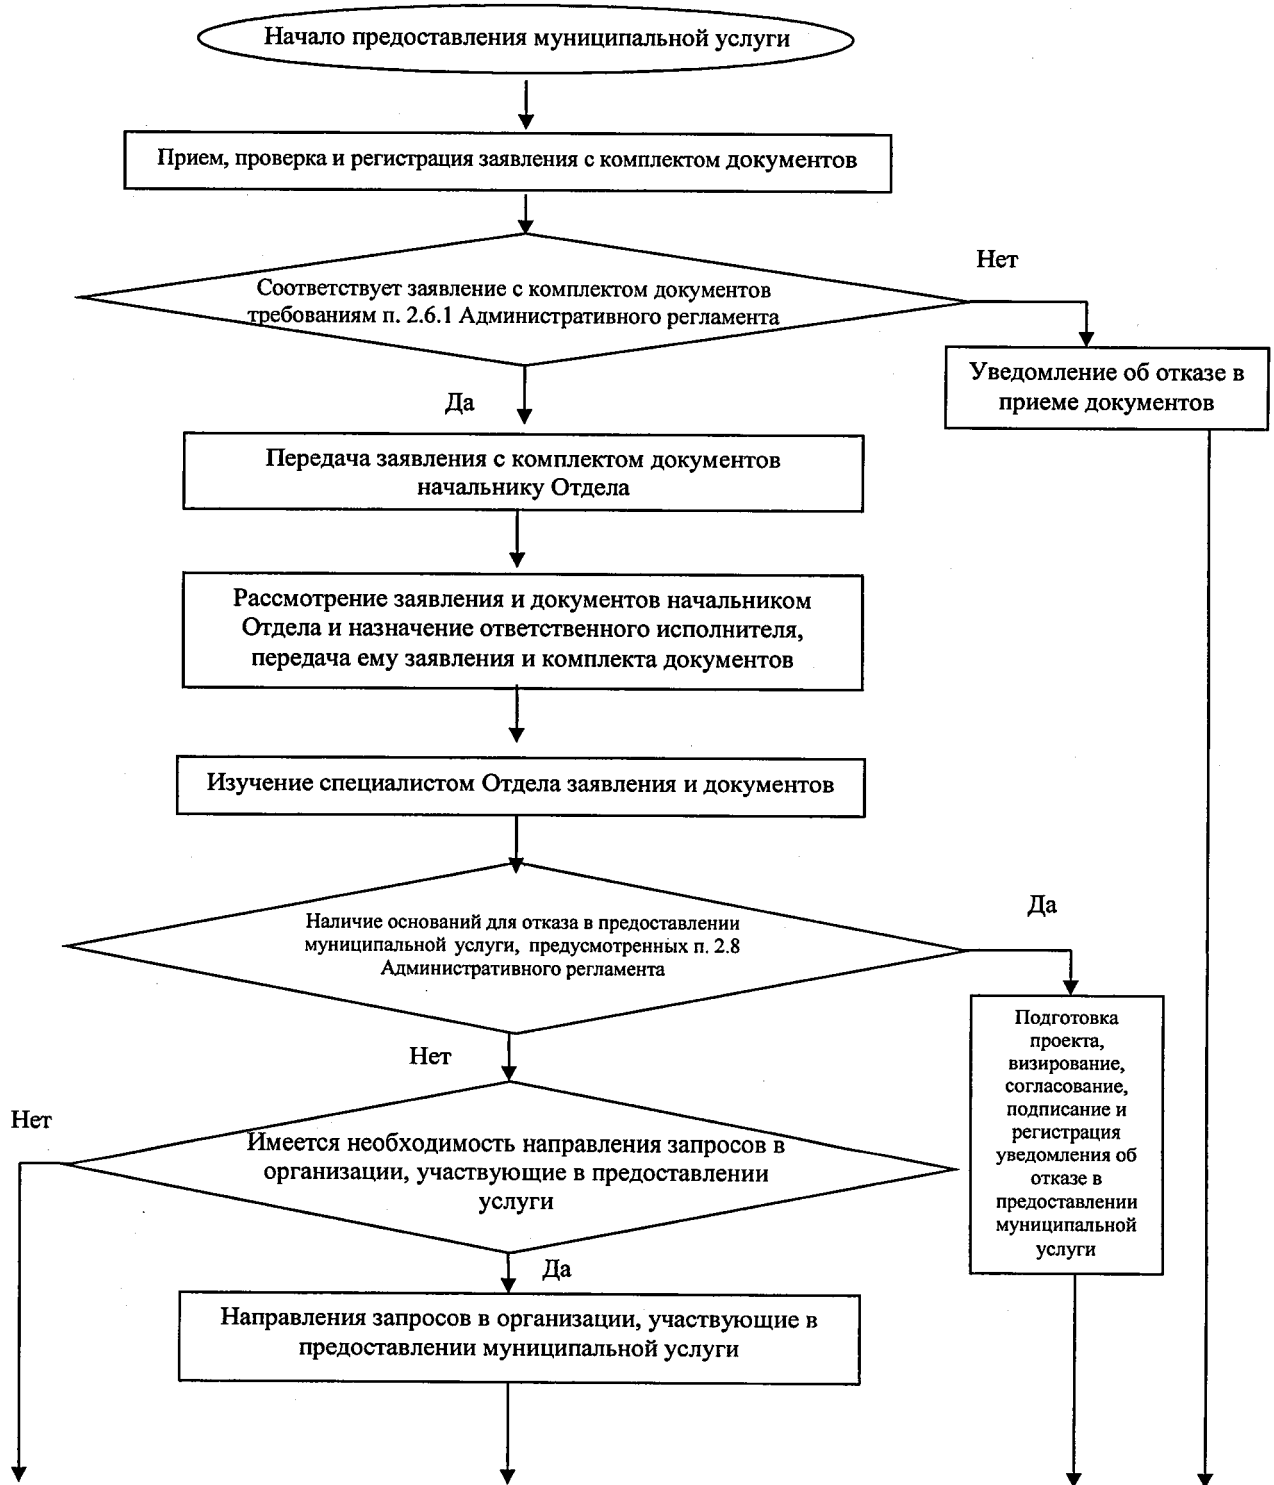 Начало предоставления муниципальной услуги
Прием, проверка и регистрация заявления с комплектом документов
Нет
Соответствует заявление с комплектом документов
требованиям п. 2.6.1 Административного регламента
Уведомление об отказе в
приеме документов
Да
Передача заявления с комплектом документов
начальнику Отдела
Рассмотрение заявления и документов начальником
Отдела и назначение ответственного исполнителя,
передача ему заявления и комплекта документов
Изучение специалистом Отдела заявления и документов
Да
Наличие оснований для отказа в предоставлении
муниципальной услуги, предусмотренных п. 2.8
Административного регламента
Подготовка
проекта,
визирование,
согласование,
подписание и
регистрация
уведомления об
отказе в
предоставлении
муниципальной
услуги
Нет
Нет
Имеется необходимость направления запросов в
организации, участвующие в предоставлении
услуги
Да
Направления запросов в организации, участвующие в
предоставлении муниципальной услуги